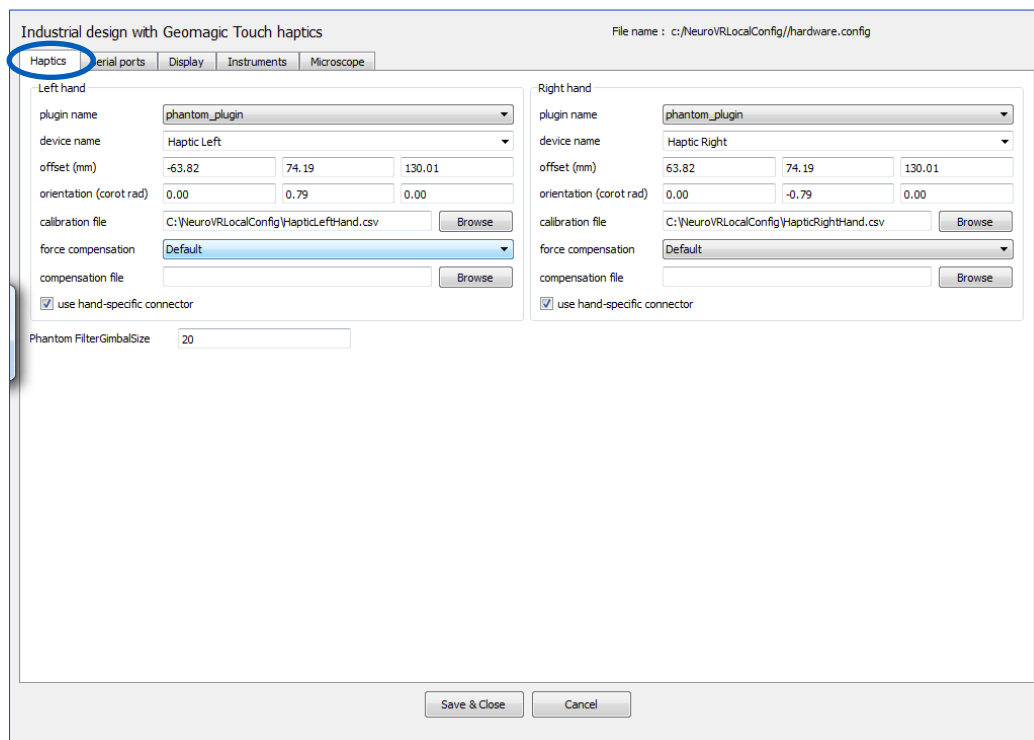 Industrial design with Geomagic Touch haptics
File name : c:/NeuroVRLocalConfig//hardware.config
Haptics erial ports Display Instruments Microscope
Left hand
plugin name phantom_plugin
device name Haptic Left
offset (mm) -63.82 74.19 130.01
orientation (corot rad) 0.00 0.79 0.00
calibration file C:\NeuroVRLocalConfig\HapticLeftHand.csv Browse
force compensation Default
compensation file Browse
use hand-specific connector
Right hand
plugin name phantom_plugin
device name Haptic Right
offset (mm) 63.82 74.19 130.01
orientation (corot rad) 0.00 -0.79 0.00
calibration file C:\NeuroVRLocalConfig\HapticRightHand.csv Browse
force compensation Default
compensation file Browse
use hand-specific connector
Phantom FilterGimbalSize 20
Save & Close Cancel